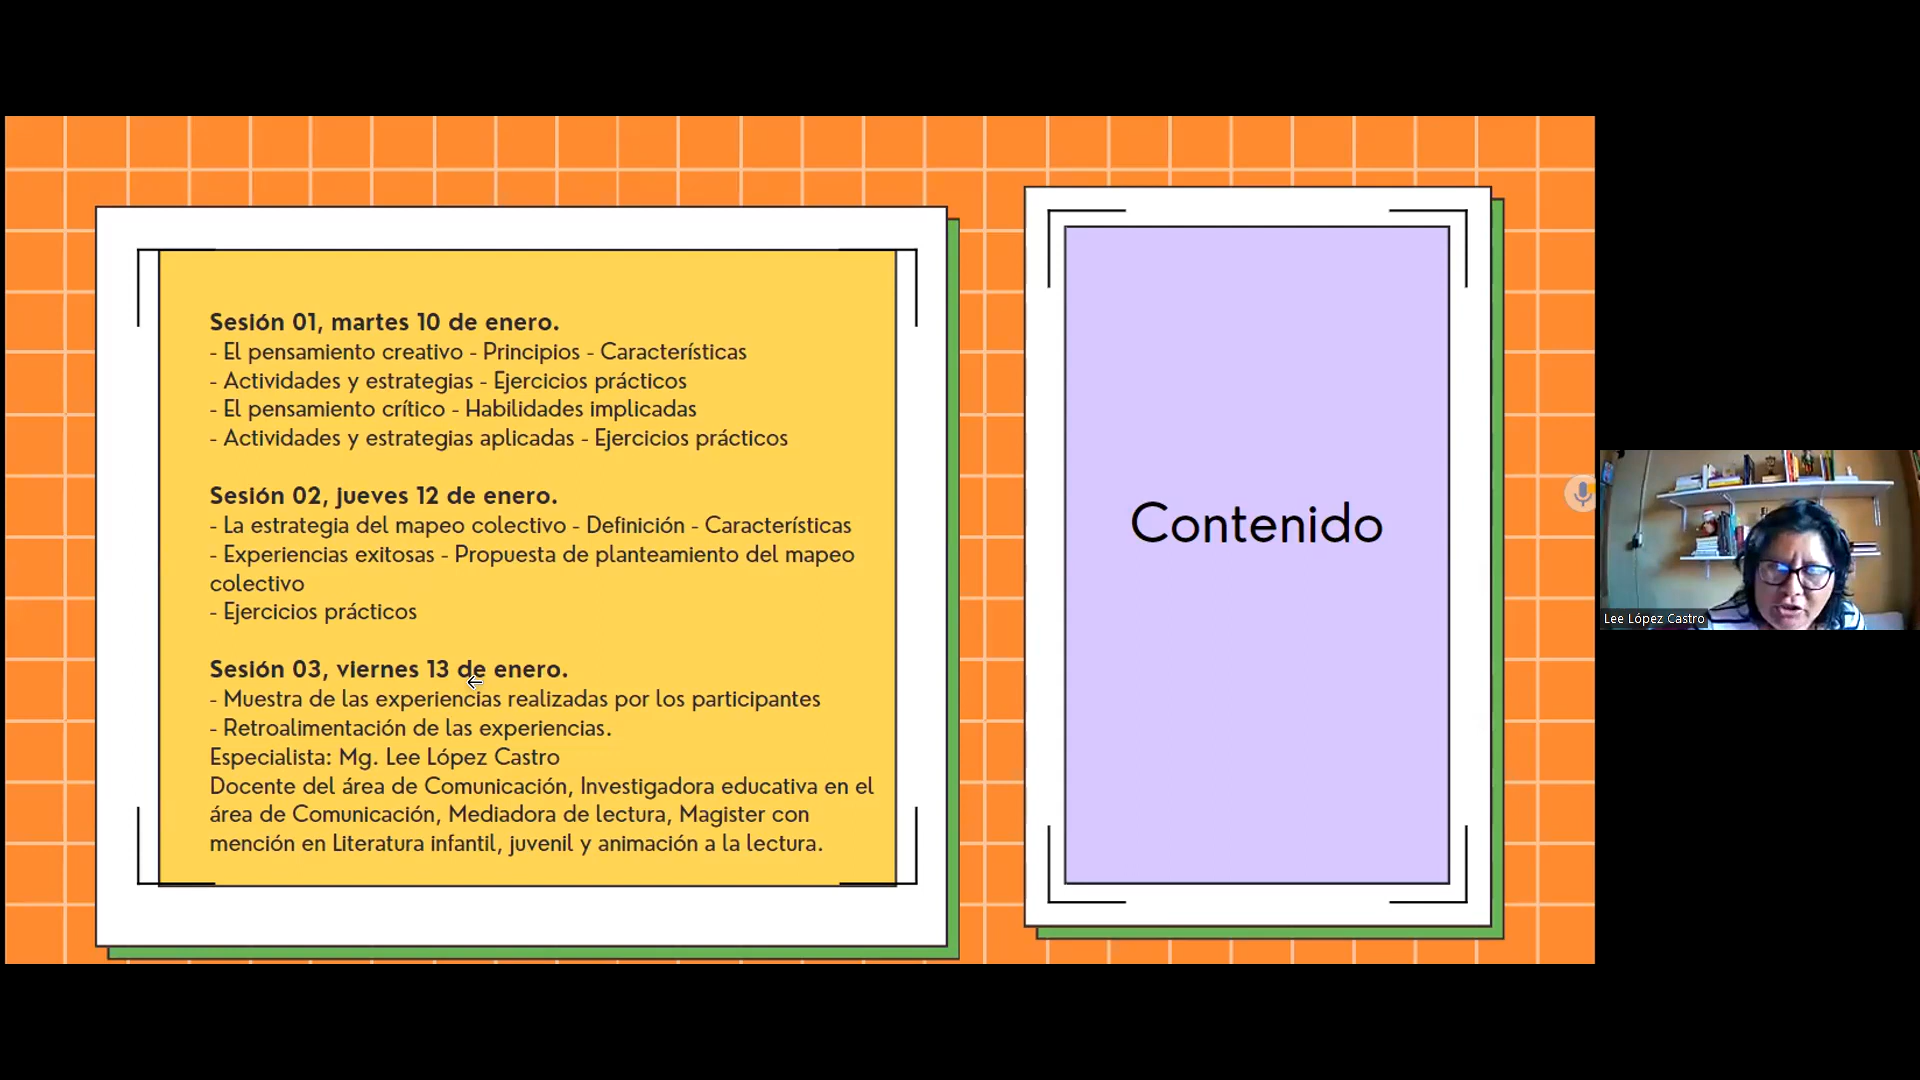 Sesión 01, martes 10 de enero.
- El pensamiento creativo - Principios - Características
- Actividades y estrategias - Ejercicios prácticos
- El pensamiento crítico - Habilidades implicadas
- Actividades y estrategias aplicadas - Ejercicios prácticos
Sesión 02, jueves 12 de enero.
- La estrategia del mapeo colectivo - Definición - Características
- Experiencias exitosas - Propuesta de planteamiento del mapeo
colectivo
- Ejercicios prácticos
Sesión 03, viernes 13 de enero.
- Muestra de las experiencias realizadas por los participantes
- Retroalimentación de las experiencias.
Especialista: Mg. Lee López Castro
Docente del área de Comunicación, Investigadora educativa en el
área de Comunicación, Mediadora de lectura, Magister con
mención en Literatura infantil, juvenil y animación a la lectura.
Contenido
Lee López Castro